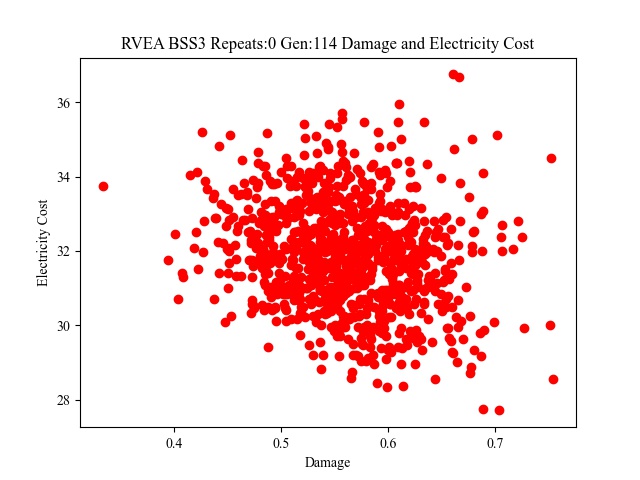 RVEA BSS3 Repeats:0 Gen:114 Damage and Electricity Cost
36
34
32
30
28
Electricity Cost
0.4 0.5 0.6 0.7
Damage